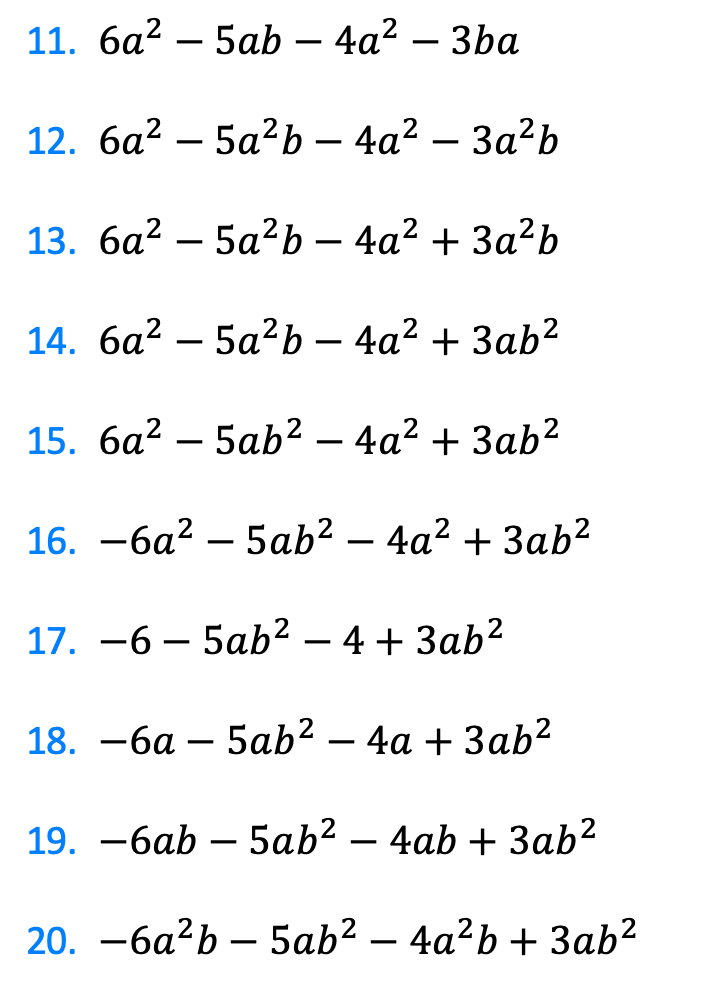 11. 6a² − 5ab − 4a² − 3ba
12. 6a² − 5a²b − 4a² − 3a²b
13. 6a² − 5a²b − 4a² + 3a²b
14. 6a² − 5a²b − 4a² + 3ab²
15. 6a² − 5ab² − 4a² + 3ab²
16. −6a² − 5ab² − 4a² + 3ab²
17. −6 − 5ab² − 4 + 3ab²
18. −6a − 5ab² − 4a + 3ab²
19. −6ab − 5ab² − 4ab + 3ab²
20. −6a²b − 5ab² − 4a²b + 3ab²